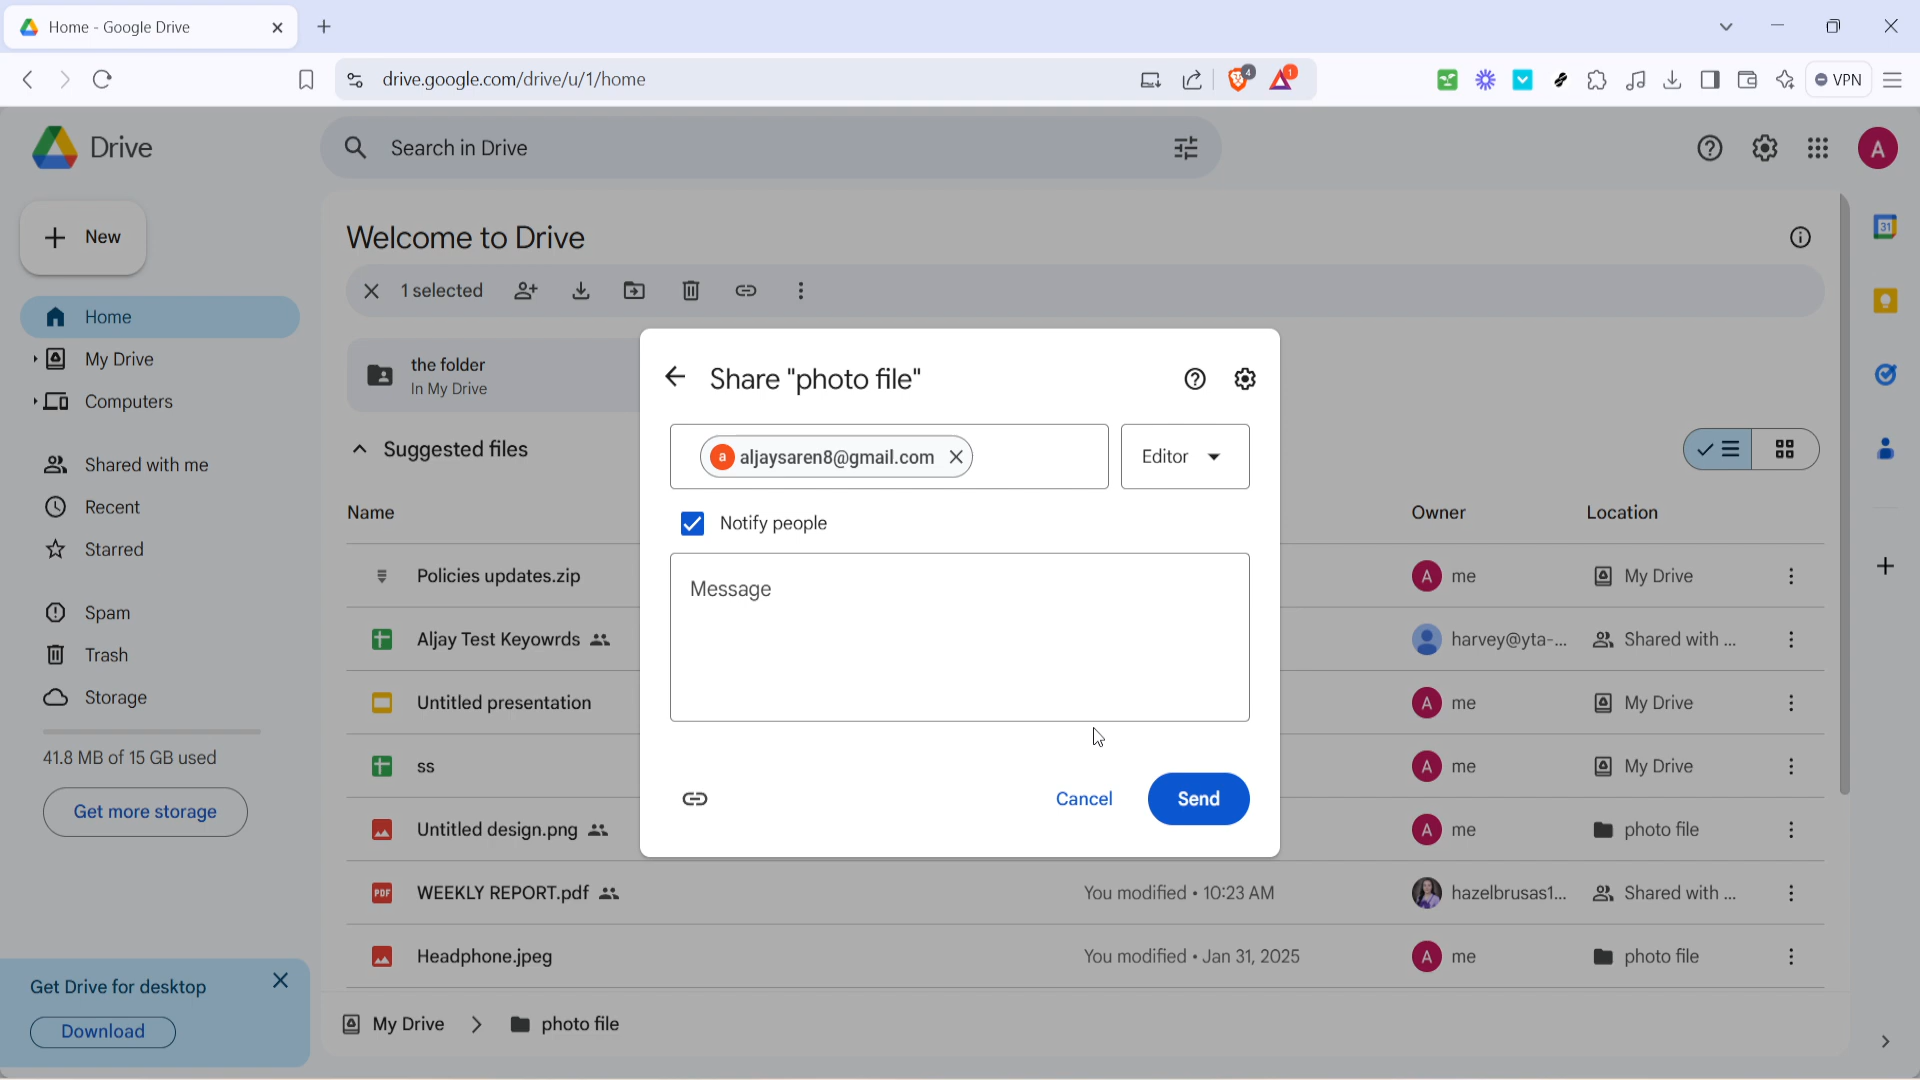 Home - Google Drive
drive.google.com/drive/u/1/home
4
1
VPN
Drive
Search in Drive
A
New
Welcome to Drive
31
1 selected
Home
My Drive
Computers
the folder
In My Drive
Share "photo file"
Suggested files
a aljaysaren8@gmail.com
Editor
Shared with me
Recent
Starred
Name
Notify people
Owner
Location
Policies updates.zip
Message
A me
My Drive
Spam
Trash
Storage
Aljay Test Keyowrds
harvey@yta-...
Shared with ...
Untitled presentation
A me
My Drive
41.8 MB of 15 GB used
Get more storage
ss
A me
My Drive
Cancel
Send
Untitled design.png
A me
photo file
PDF WEEKLY REPORT.pdf
You modified • 10:23 AM
hazelbrusas1...
Shared with ...
Headphone.jpeg
You modified • Jan 31, 2025
A me
photo file
Get Drive for desktop
Download
My Drive
photo file